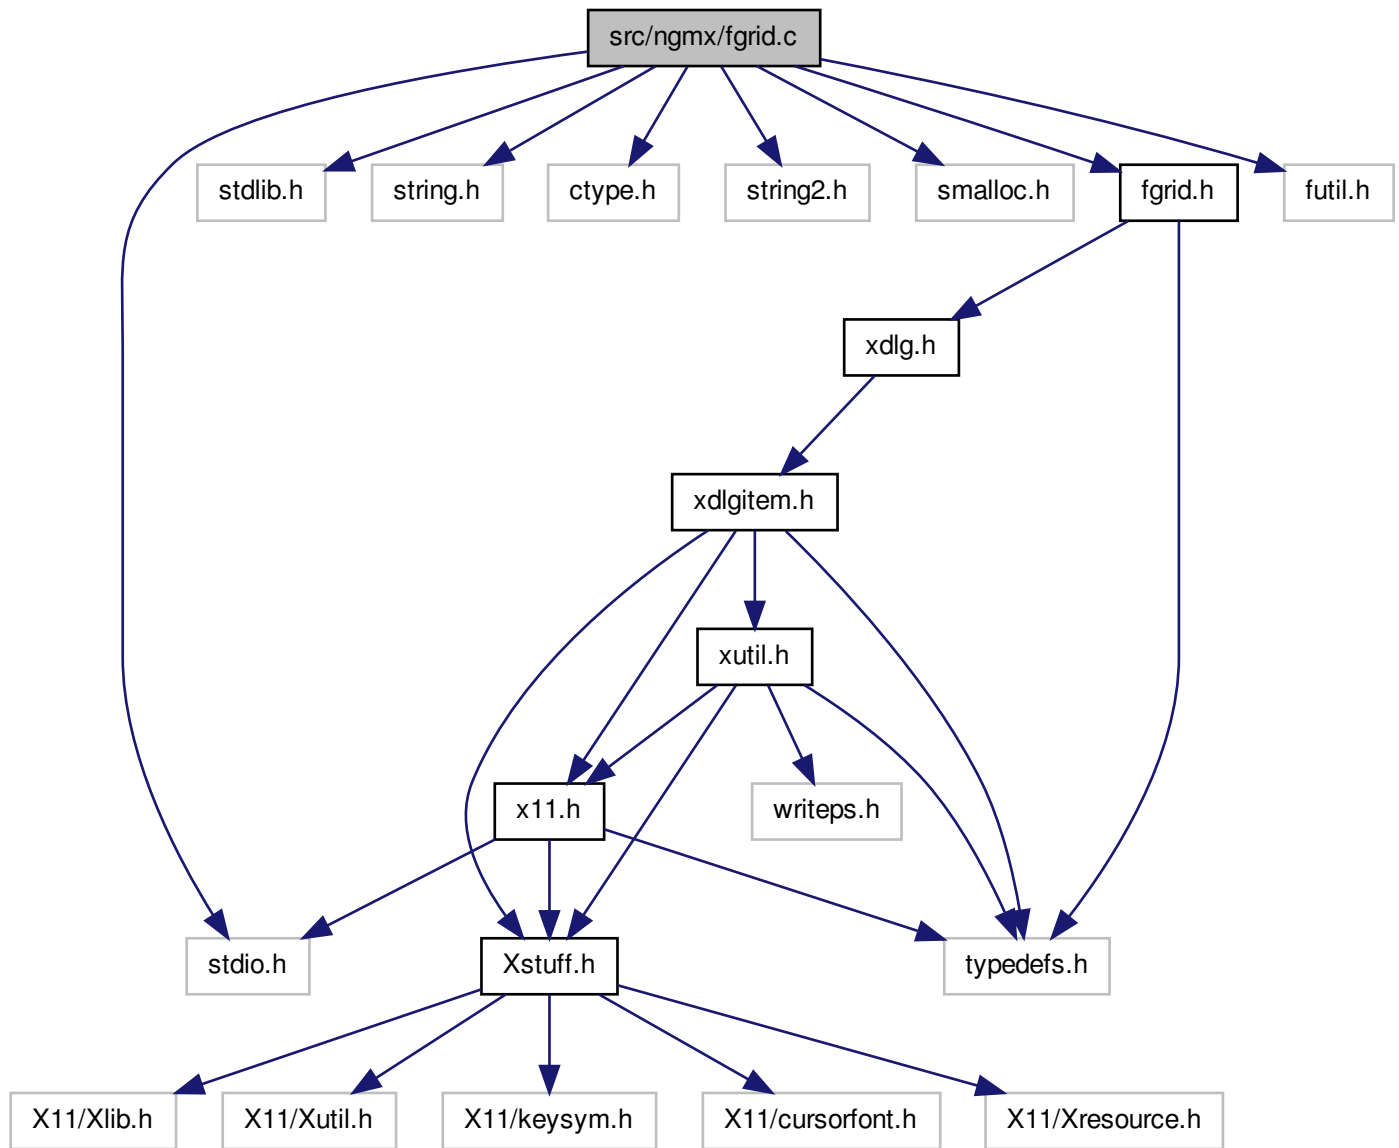 src/ngmx/fgrid.c
stdlib.h
string.h
ctype.h
string2.h
smalloc.h
fgrid.h
futil.h
xdlg.h
xdlgitem.h
xutil.h
x11.h
writeps.h
stdio.h
Xstuff.h
typedefs.h
X11/Xlib.h
X11/Xutil.h
X11/keysym.h
X11/cursorfont.h
X11/Xresource.h